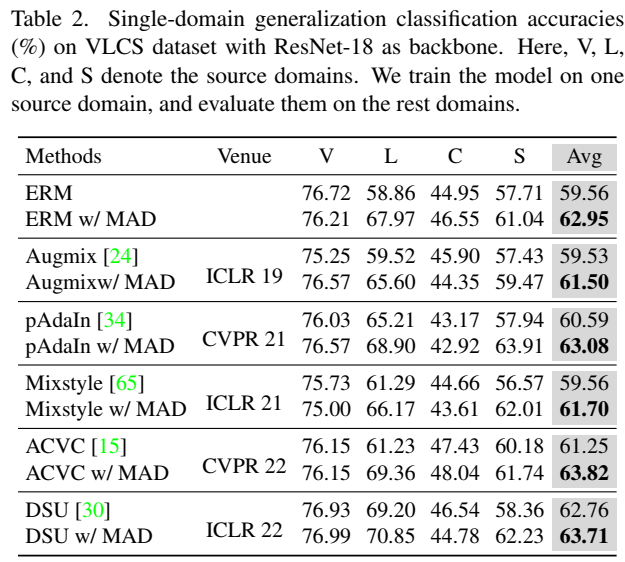 Table 2. Single-domain generalization classification accuracies
(%) on VLCS dataset with ResNet-18 as backbone. Here, V, L,
C, and S denote the source domains. We train the model on one
source domain, and evaluate them on the rest domains.
Methods Venue V L C S Avg
ERM 76.72 58.86 44.95 57.71 59.56
ERM w/ MAD 76.21 67.97 46.55 61.04 62.95
Augmix [24] 75.25 59.52 45.90 57.43 59.53
ICLR 19
Augmixw/ MAD 76.57 65.60 44.35 59.47 61.50
pAdaIn [34] 76.03 65.21 43.17 57.94 60.59
CVPR 21
pAdaIn w/ MAD 76.57 68.90 42.92 63.91 63.08
Mixstyle [65] 75.73 61.29 44.66 56.57 59.56
ICLR 21
Mixstyle w/ MAD 75.00 66.17 43.61 62.01 61.70
ACVC [15] 76.15 61.23 47.43 60.18 61.25
CVPR 22
ACVC w/ MAD 76.15 69.36 48.04 61.74 63.82
DSU [30] 76.93 69.20 46.54 58.36 62.76
ICLR 22
DSU w/ MAD 76.99 70.85 44.78 62.23 63.71